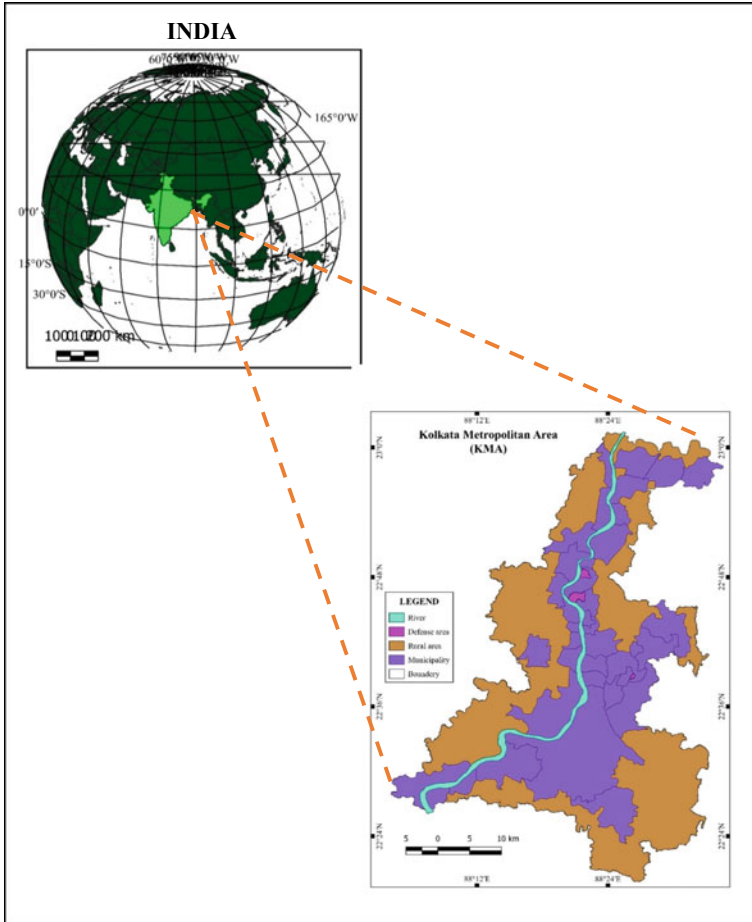 INDIA
165°0'W
0°0'
15°0'S
30°0'S
88°12'E
88°24'E
Kolkata Metropolitan Area
(KMA)
23°0'N
23°0'N
22°48'N
22°48'N
LEGEND
River
Defense area
Rural area
Municipality
Boundery
22°36'N
22°36'N
22°24'N
22°24'N
5 0 5 10 km
88°12'E
88°24'E